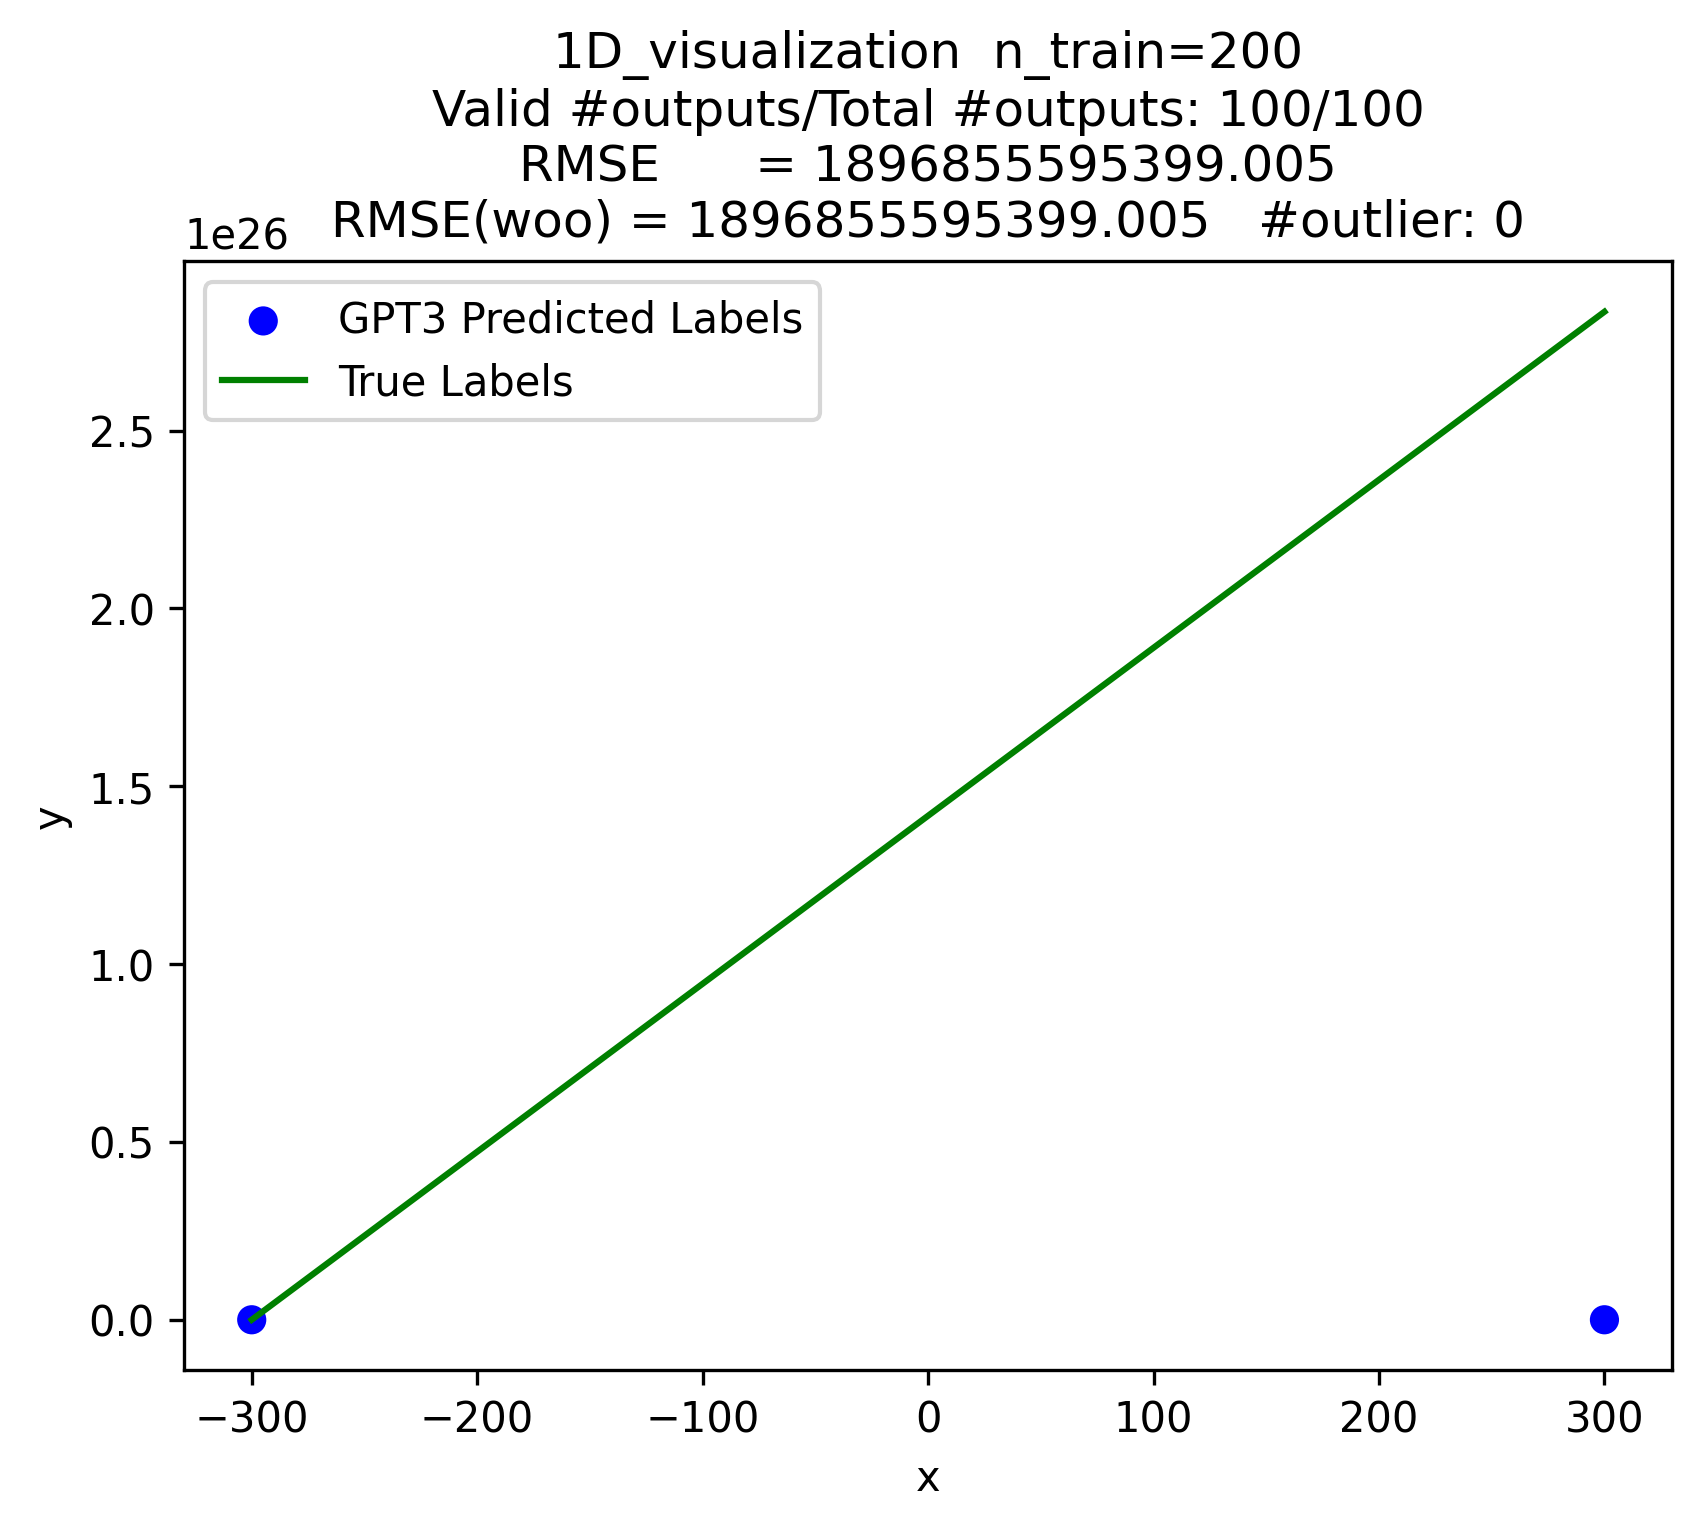 1D_visualization  n_train=200
Valid #outputs/Total #outputs: 100/100
RMSE      = 1896855595399.005
RMSE(woo) = 1896855595399.005   #outlier: 0
1e26
GPT3 Predicted Labels
True Labels
2.5
2.0
1.5
1.0
0.5
0.0
y
−300
−200
−100
0
100
200
300
x